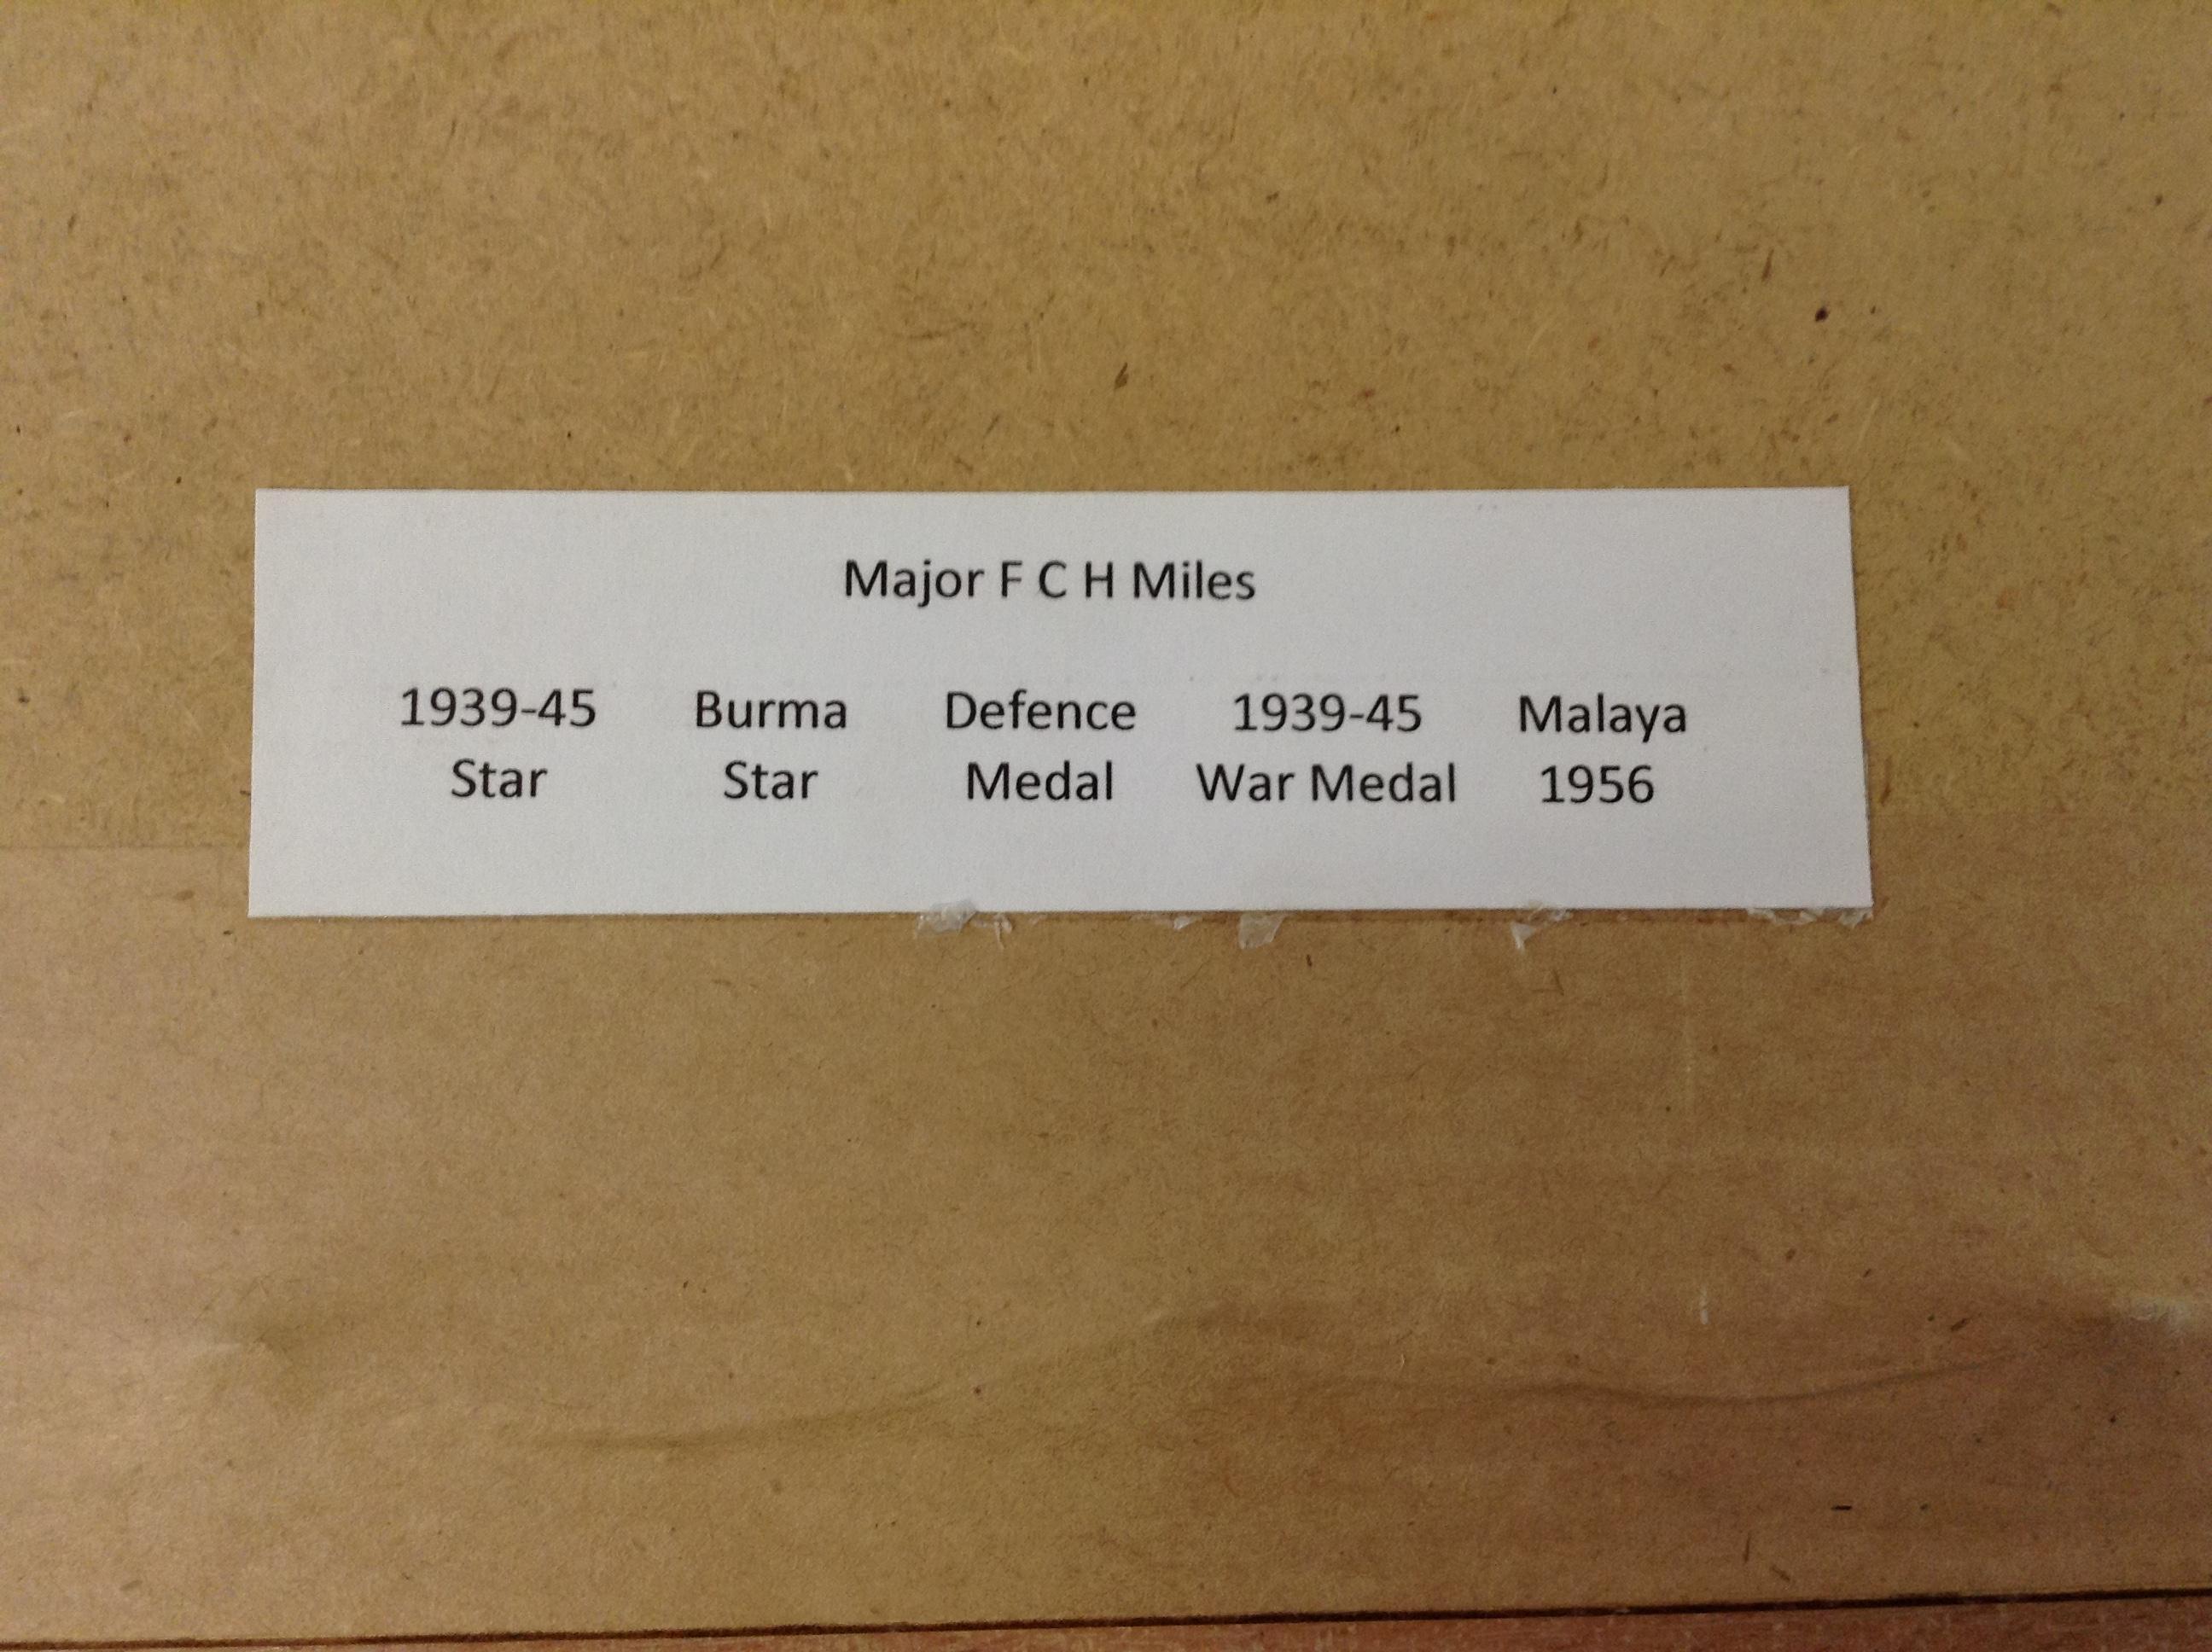 Major F C H Miles
1939-45 Burma Defence 1939-45 Malaya
Star Star Medal War Medal 1956